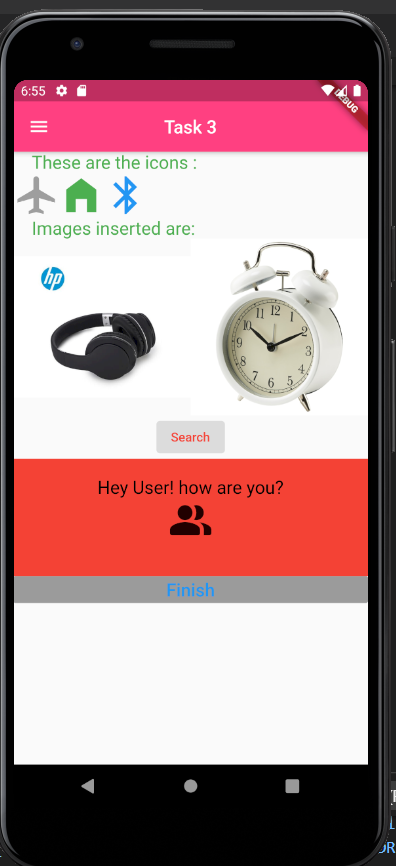 6:55
DEBUG
Task 3
These are the icons :
Images inserted are:
hp
12
11 1
10 2
9 3
8 4
7 5
6
Search
Hey User! how are you?
Finish